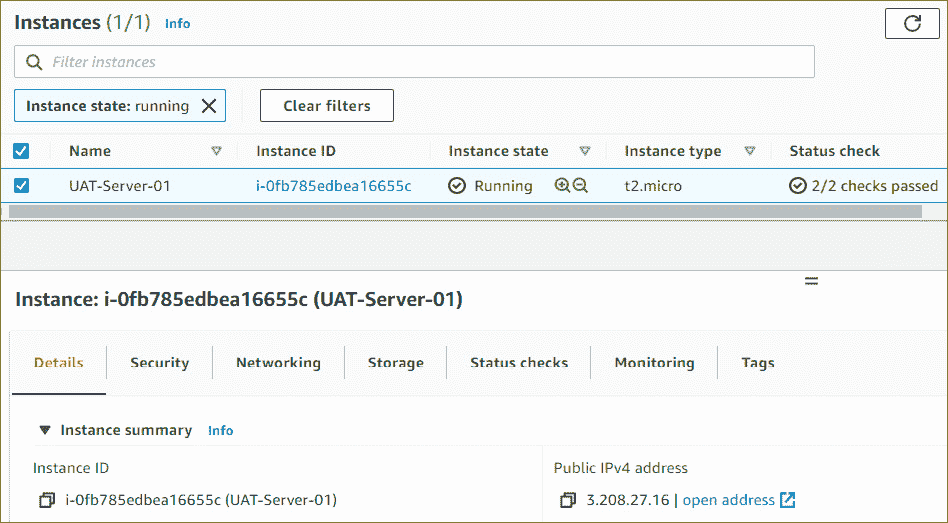 Instances (1/1) Info
Filter instances
Instance state: running Clear filters
Name Instance ID Instance state Instance type Status check
UAT-Server-01 i-0fb785edbea16655c Running t2.micro 2/2 checks passed
Instance: i-0fb785edbea16655c (UAT-Server-01)
Details Security Networking Storage Status checks Monitoring Tags
Instance summary Info
Instance ID Public IPv4 address
i-0fb785edbea16655c (UAT-Server-01) 3.208.27.16 | open address